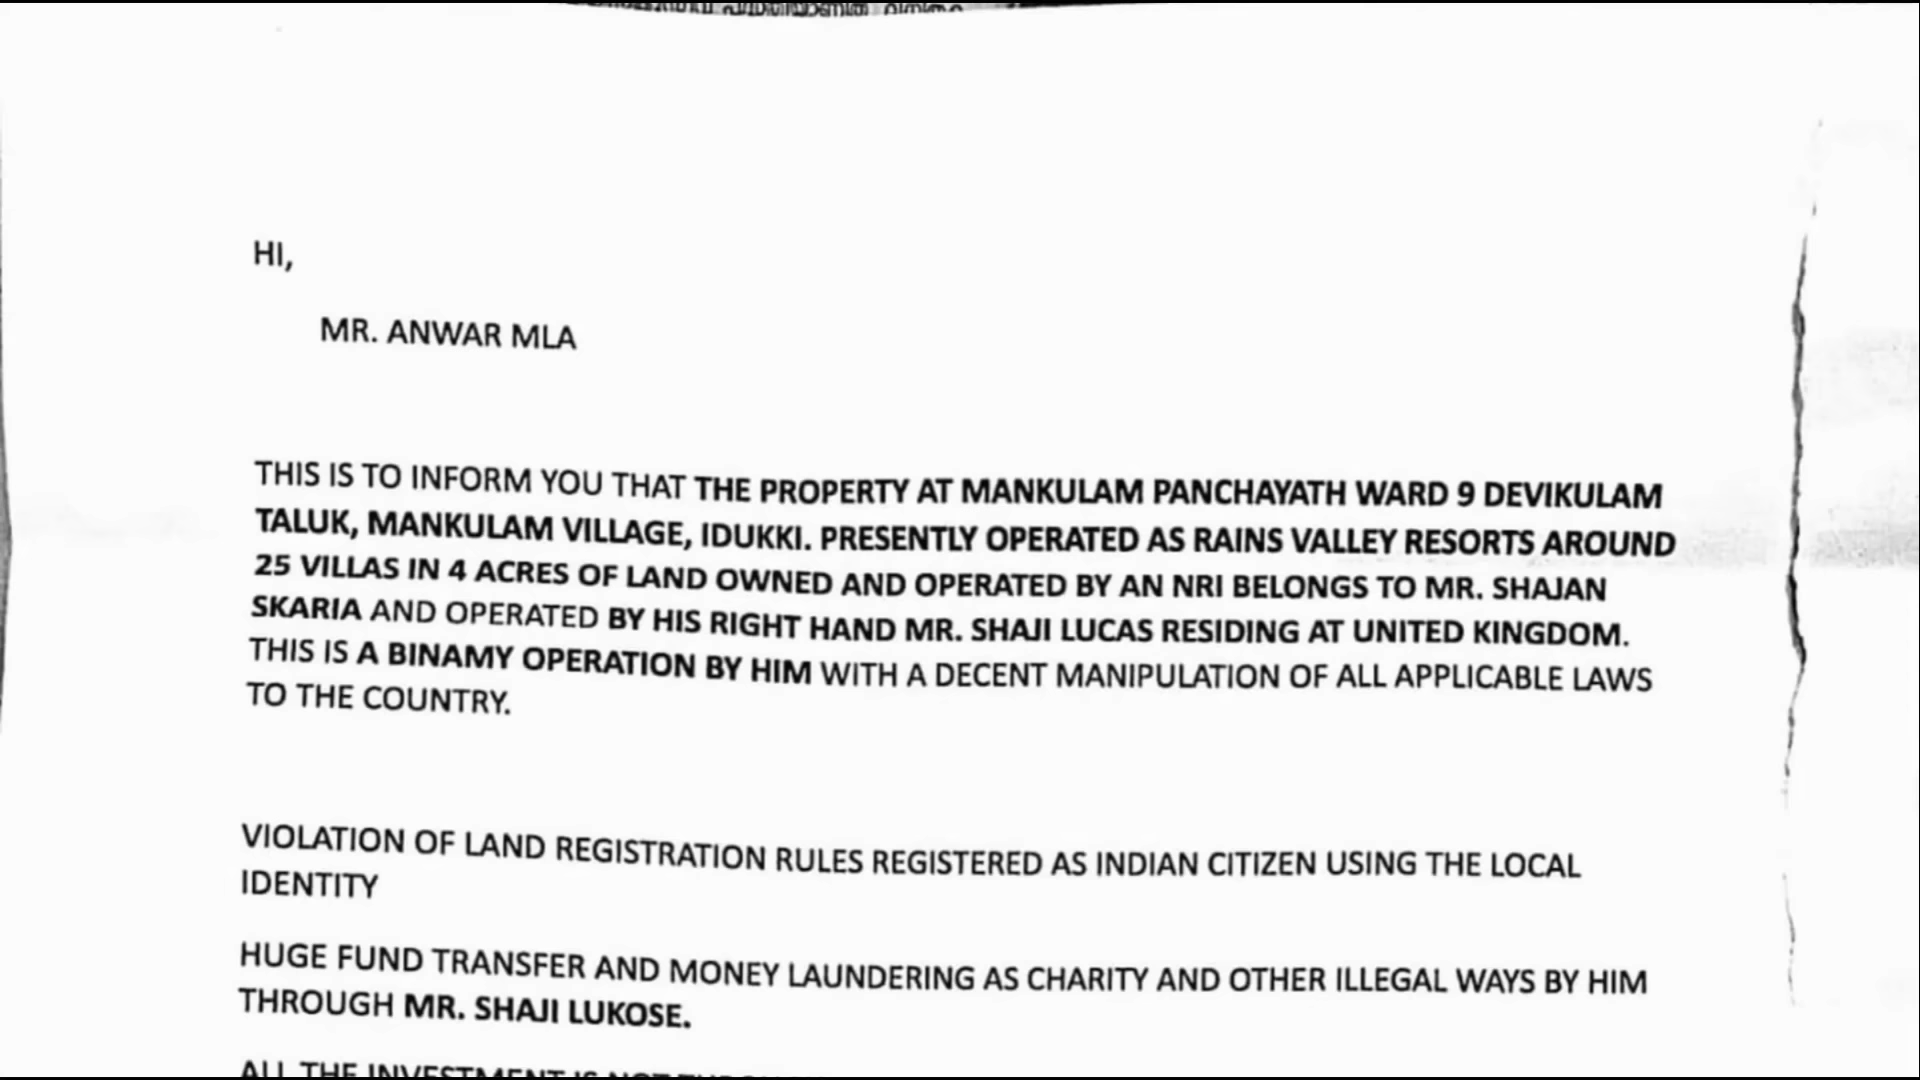 HI,
MR. ANWAR MLA
THIS IS TO INFORM YOU THAT THE PROPERTY AT MANKULAM PANCHAYATH WARD 9 DEVIKULAM
TALUK, MANKULAM VILLAGE, IDUKKI. PRESENTLY OPERATED AS RAINS VALLEY RESORTS AROUND
25 VILLAS IN 4 ACRES OF LAND OWNED AND OPERATED BY AN NRI BELONGS TO MR. SHAJAN
SKARIA AND OPERATED BY HIS RIGHT HAND MR. SHAJI LUCAS RESIDING AT UNITED KINGDOM.
THIS IS A BINAMY OPERATION BY HIM WITH A DECENT MANIPULATION OF ALL APPLICABLE LAWS
TO THE COUNTRY.
VIOLATION OF LAND REGISTRATION RULES REGISTERED AS INDIAN CITIZEN USING THE LOCAL
IDENTITY
HUGE FUND TRANSFER AND MONEY LAUNDERING AS CHARITY AND OTHER ILLEGAL WAYS BY HIM
THROUGH MR. SHAJI LUKOSE.
ALL THE INVESTMENT IS NOT